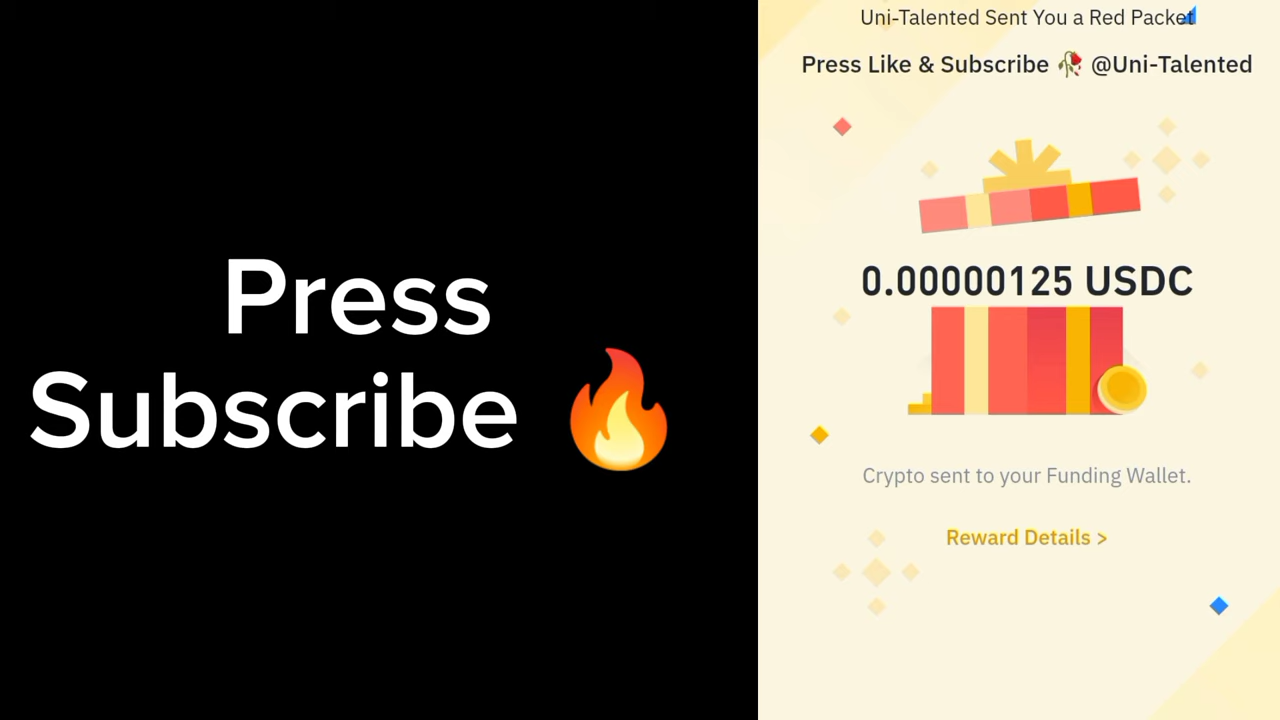 Press
Subscribe 🔥
Uni-Talented Sent You a Red Packet
Press Like & Subscribe 🥀 @Uni-Talented
0.00000125 USDC
Crypto sent to your Funding Wallet.
Reward Details >